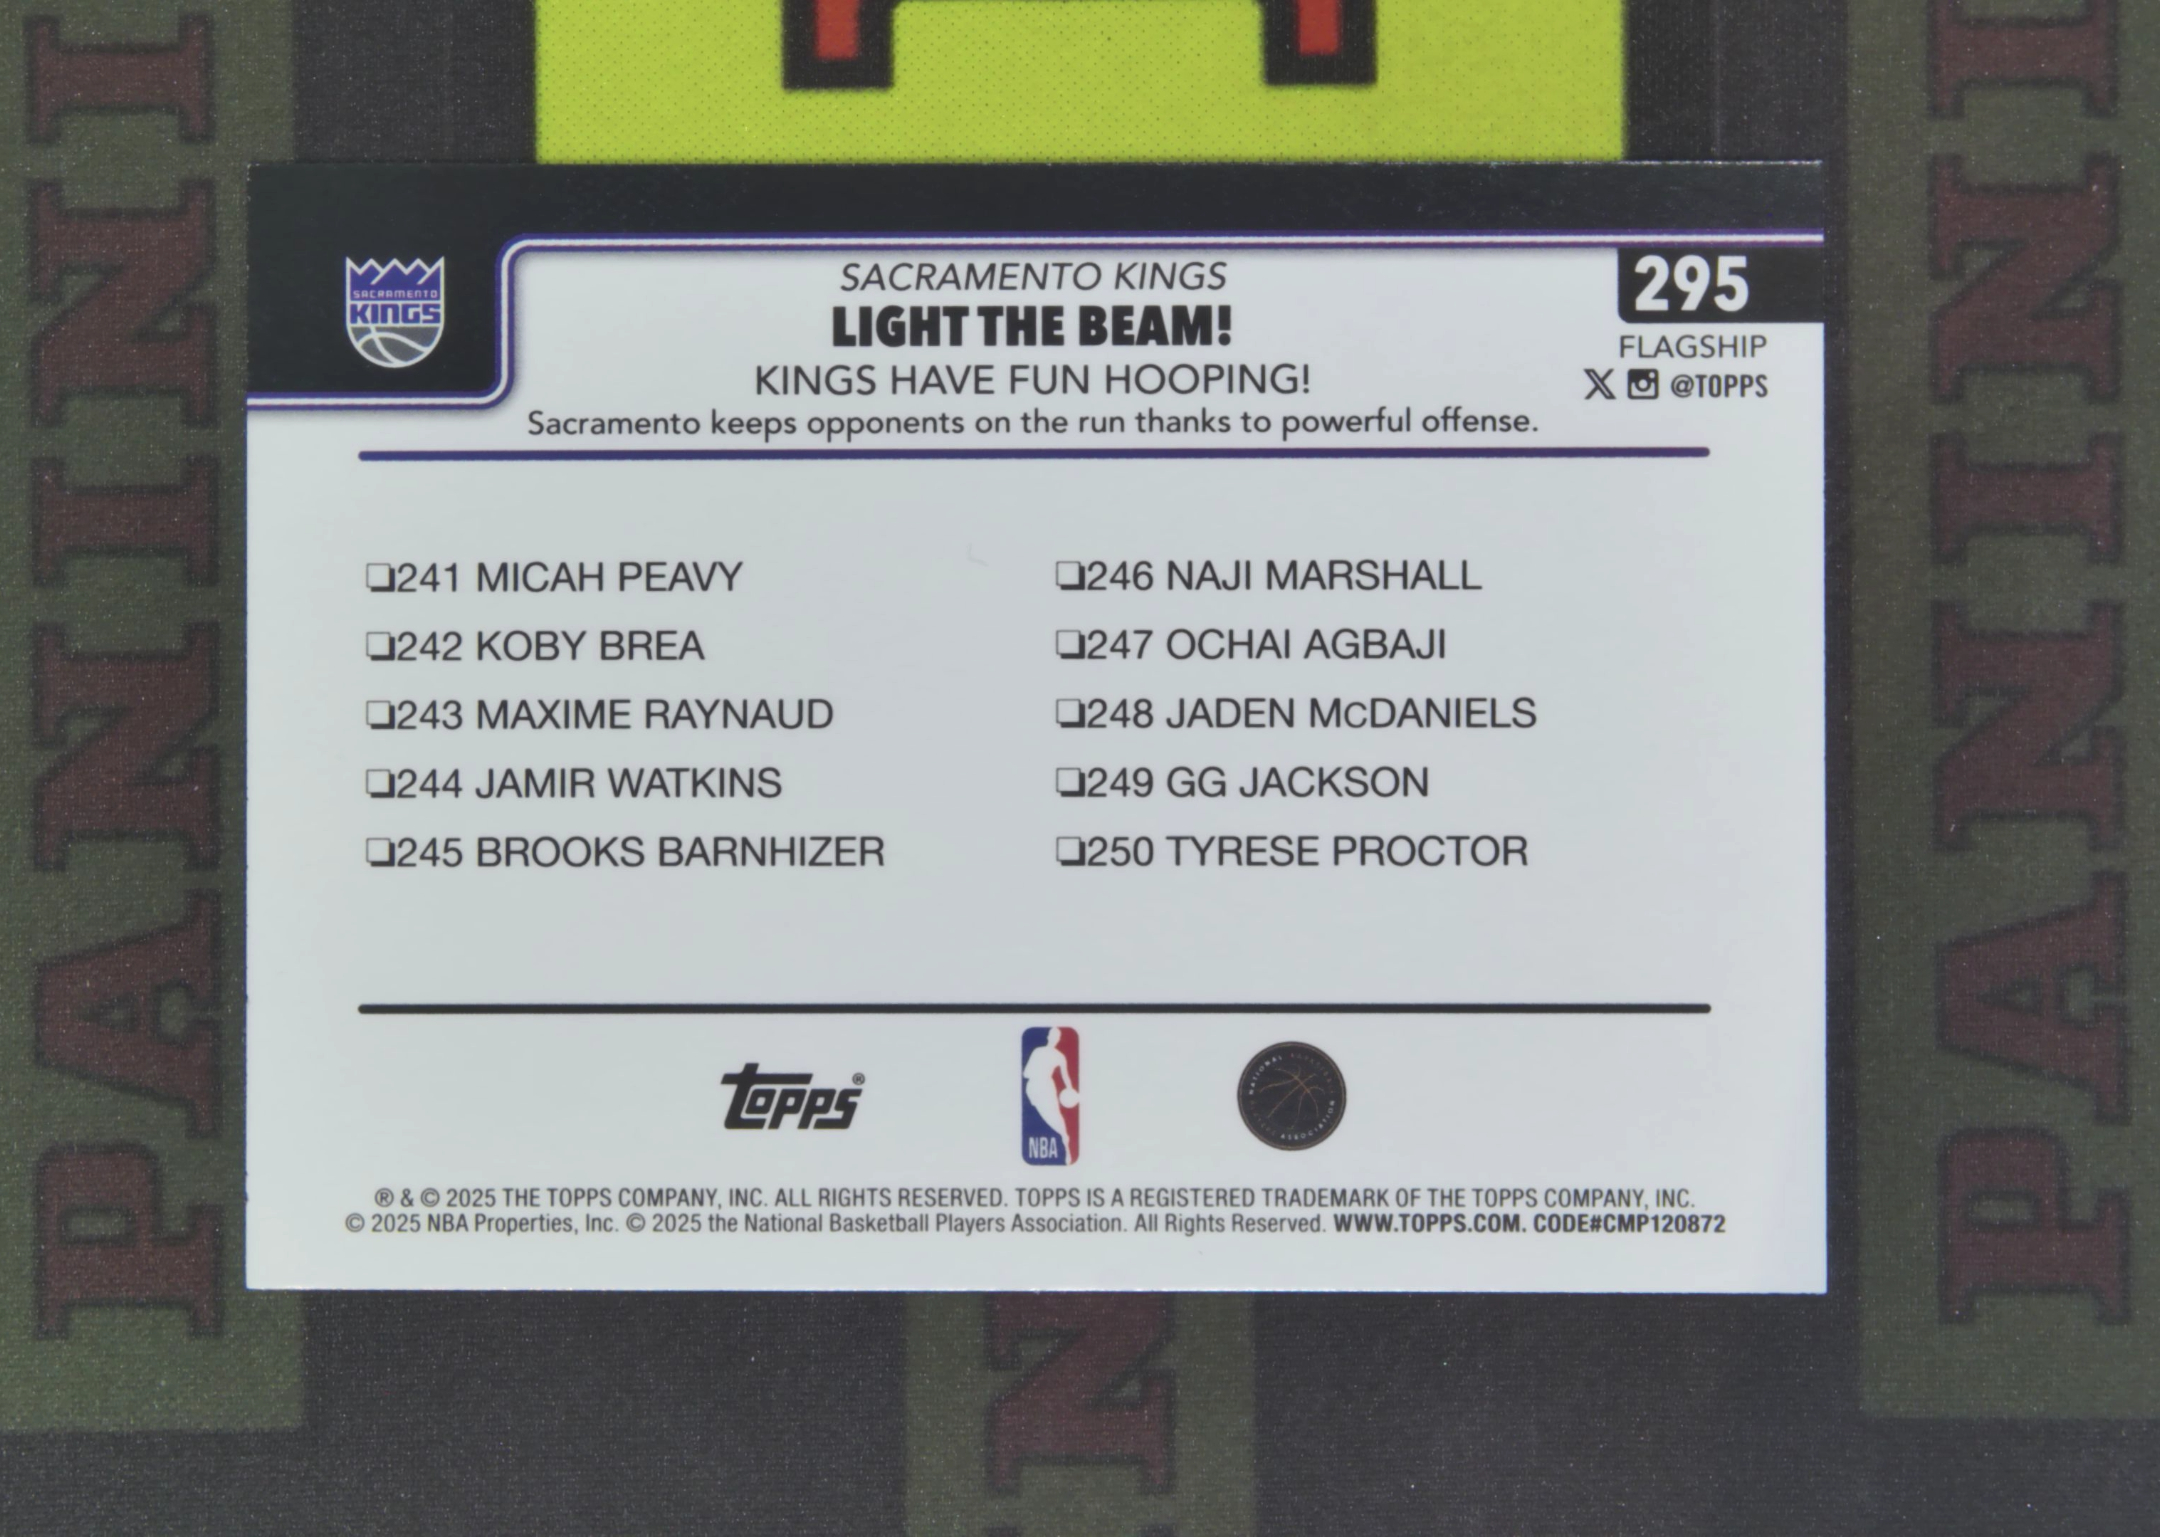 SACRAMENTO
KINGS
SACRAMENTO KINGS
LIGHT THE BEAM!
KINGS HAVE FUN HOOPING!
Sacramento keeps opponents on the run thanks to powerful offense.
295
FLAGSHIP
@TOPPS
❏241 MICAH PEAVY
❏242 KOBY BREA
❏243 MAXIME RAYNAUD
❏244 JAMIR WATKINS
❏245 BROOKS BARNHIZER
❏246 NAJI MARSHALL
❏247 OCHAI AGBAJI
❏248 JADEN McDANIELS
❏249 GG JACKSON
❏250 TYRESE PROCTOR
topps®
NBA
NATIONAL
ASSOCIATION
® & © 2025 THE TOPPS COMPANY, INC. ALL RIGHTS RESERVED. TOPPS IS A REGISTERED TRADEMARK OF THE TOPPS COMPANY, INC.
© 2025 NBA Properties, Inc. © 2025 the National Basketball Players Association. All Rights Reserved. WWW.TOPPS.COM. CODE#CMP120872
PANINI
PANINI